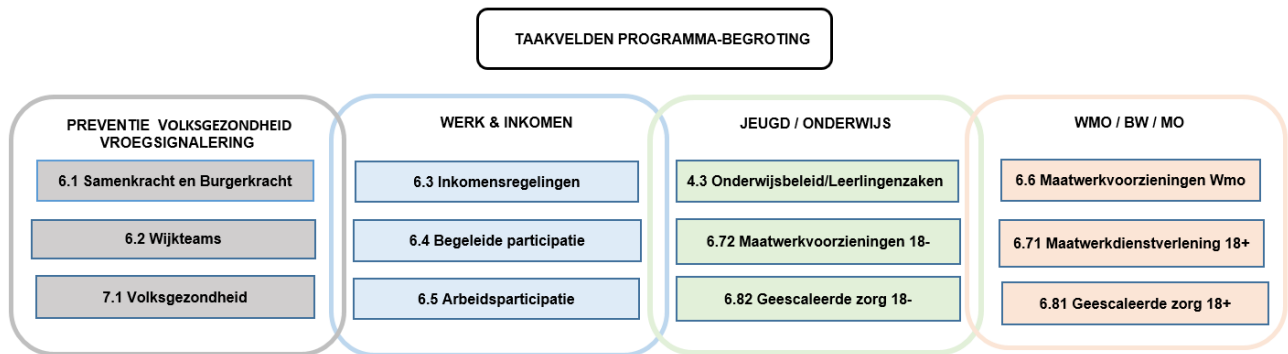 TAAKVELDEN PROGRAMMA-BEGROTING
PREVENTIE VOLKSGEZONDHEID
VROEGSIGNALERING
6.1 Samenkracht en Burgerkracht
6.2 Wijkteams
7.1 Volksgezondheid
WERK & INKOMEN
6.3 Inkomensregelingen
6.4 Begeleide participatie
6.5 Arbeidsparticipatie
JEUGD / ONDERWIJS
4.3 Onderwijsbeleid/Leerlingenzaken
6.72 Maatwerkvoorzieningen 18-
6.82 Geescaleerde zorg 18-
WMO / BW / MO
6.6 Maatwerkvoorzieningen Wmo
6.71 Maatwerkdienstverlening 18+
6.81 Geescaleerde zorg 18+